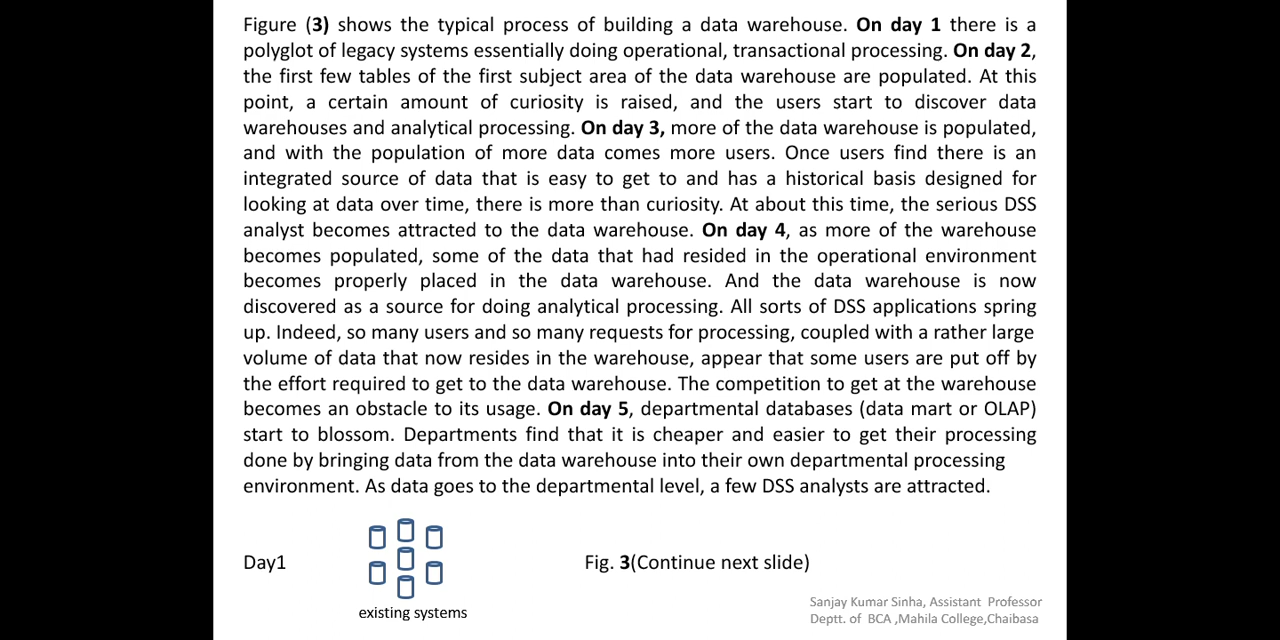 Figure (3) shows the typical process of building a data warehouse. On day 1 there is a
polyglot of legacy systems essentially doing operational, transactional processing. On day 2,
the first few tables of the first subject area of the data warehouse are populated. At this
point, a certain amount of curiosity is raised, and the users start to discover data
warehouses and analytical processing. On day 3, more of the data warehouse is populated,
and with the population of more data comes more users. Once users find there is an
integrated source of data that is easy to get to and has a historical basis designed for
looking at data over time, there is more than curiosity. At about this time, the serious DSS
analyst becomes attracted to the data warehouse. On day 4, as more of the warehouse
becomes populated, some of the data that had resided in the operational environment
becomes properly placed in the data warehouse. And the data warehouse is now
discovered as a source for doing analytical processing. All sorts of DSS applications spring
up. Indeed, so many users and so many requests for processing, coupled with a rather large
volume of data that now resides in the warehouse, appear that some users are put off by
the effort required to get to the data warehouse. The competition to get at the warehouse
becomes an obstacle to its usage. On day 5, departmental databases (data mart or OLAP)
start to blossom. Departments find that it is cheaper and easier to get their processing
done by bringing data from the data warehouse into their own departmental processing
environment. As data goes to the departmental level, a few DSS analysts are attracted.
Day1
Fig. 3(Continue next slide)
existing systems
Sanjay Kumar Sinha, Assistant Professor
Deptt. of BCA ,Mahila College,Chaibasa